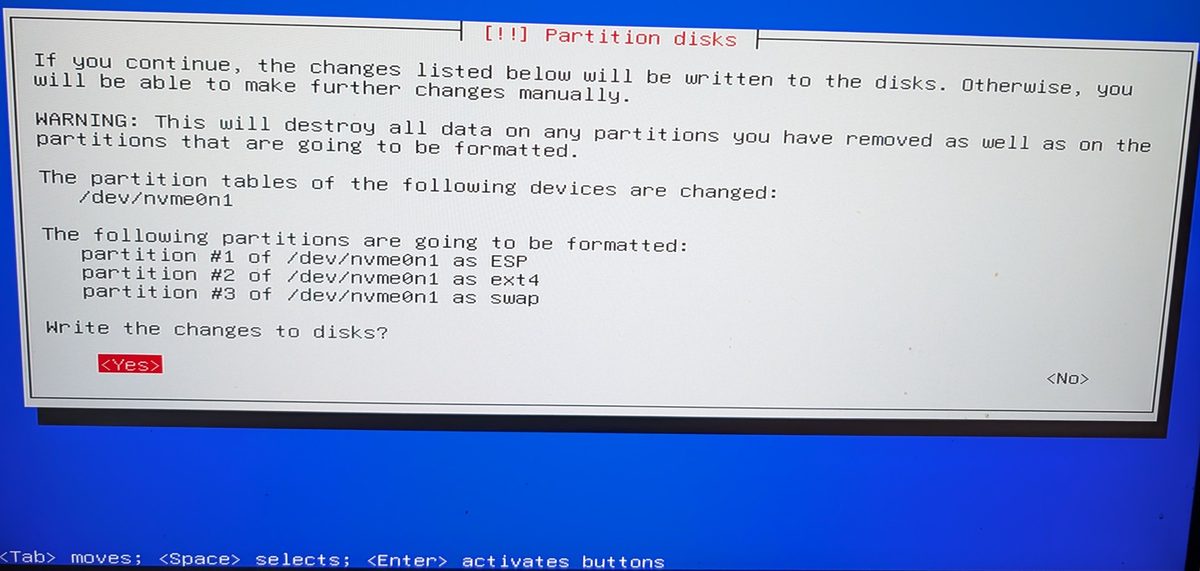 [!!] Partition disks
If you continue, the changes listed below will be written to the disks. Otherwise, you
will be able to make further changes manually.
WARNING: This will destroy all data on any partitions you have removed as well as on the
partitions that are going to be formatted.
The partition tables of the following devices are changed:
/dev/nvme0n1
The following partitions are going to be formatted:
partition #1 of /dev/nvme0n1 as ESP
partition #2 of /dev/nvme0n1 as ext4
partition #3 of /dev/nvme0n1 as swap
Write the changes to disks?
<Yes> <No>
<Tab> moves; <Space> selects; <Enter> activates buttons